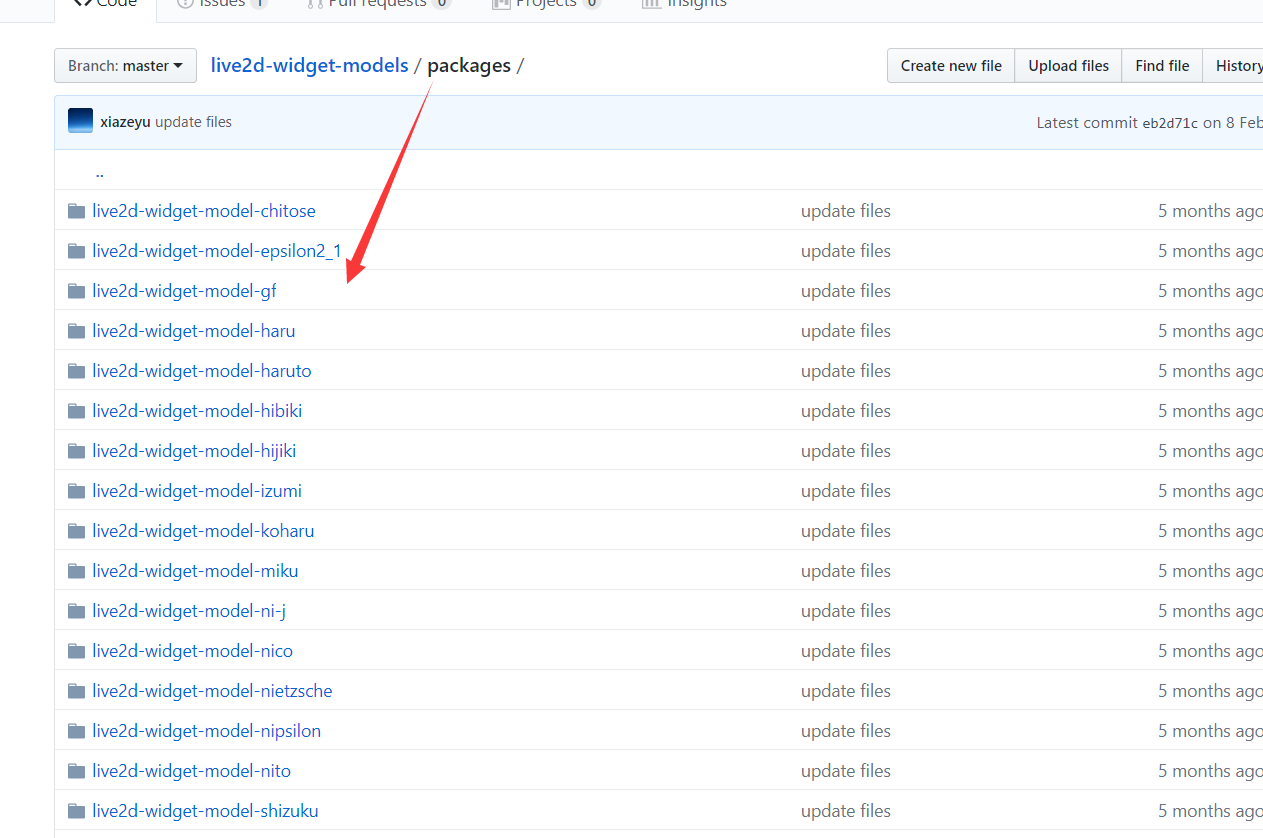 Code Issues 1 Pull requests 0 Projects 0 Insights
Branch: master live2d-widget-models / packages / Create new file Upload files Find file History
xiazeyu update files Latest commit eb2d71c on 8 Feb
..
live2d-widget-model-chitose update files 5 months ago
live2d-widget-model-epsilon2_1 update files 5 months ago
live2d-widget-model-gf update files 5 months ago
live2d-widget-model-haru update files 5 months ago
live2d-widget-model-haruto update files 5 months ago
live2d-widget-model-hibiki update files 5 months ago
live2d-widget-model-hijiki update files 5 months ago
live2d-widget-model-izumi update files 5 months ago
live2d-widget-model-koharu update files 5 months ago
live2d-widget-model-miku update files 5 months ago
live2d-widget-model-ni-j update files 5 months ago
live2d-widget-model-nico update files 5 months ago
live2d-widget-model-nietzsche update files 5 months ago
live2d-widget-model-nipsilon update files 5 months ago
live2d-widget-model-nito update files 5 months ago
live2d-widget-model-shizuku update files 5 months ago